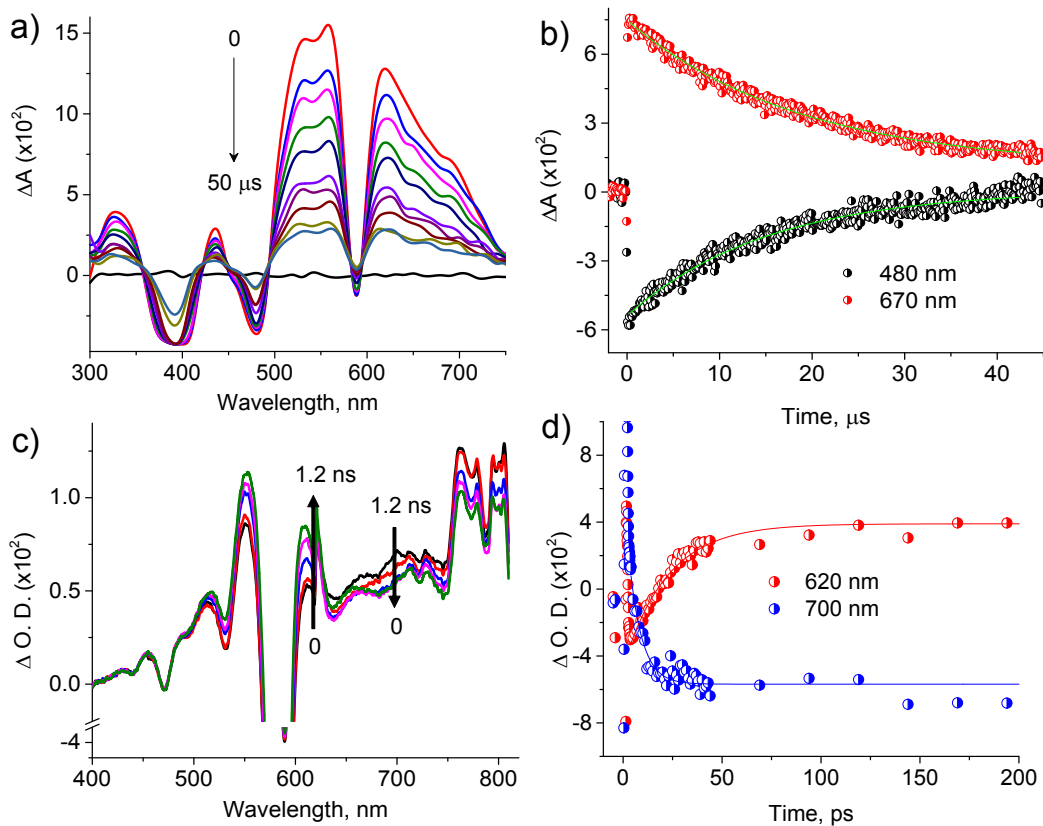 a)
0
50 μs
ΔA (x10²)
15
10
5
0
300 400 500 600 700
Wavelength, nm
b)
ΔA (x10²)
6
3
0
-3
-6
480 nm
670 nm
0 10 20 30 40
Time, μs
c)
1.2 ns
1.2 ns
0
0
Δ O. D. (x10²)
1.0
0.5
0.0
-4
400 500 600 700 800
Wavelength, nm
d)
Δ O. D. (x10²)
8
4
0
-4
-8
620 nm
700 nm
0 50 100 150 200
Time, ps